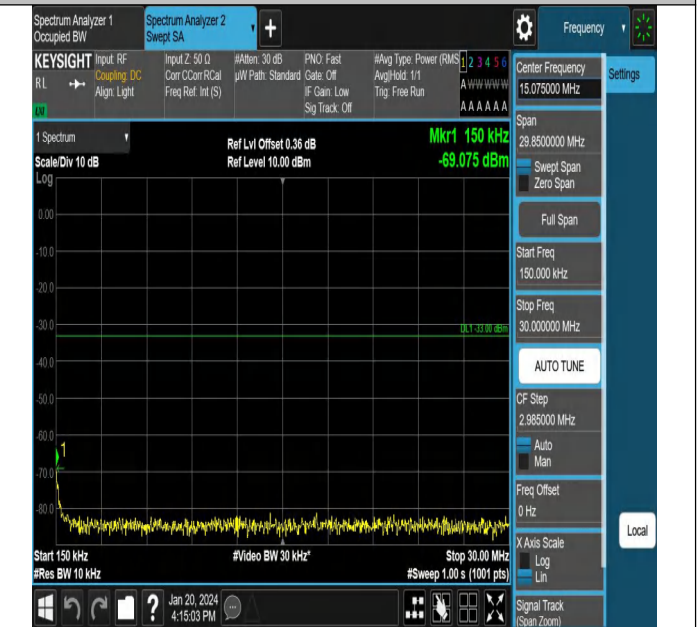 Spectrum Analyzer 1
Occupied BW
Spectrum Analyzer 2
Swept SA
Frequency
KEYSIGHT
RL
Input: RF
Coupling: DC
Align: Light
Input Z: 50 Ω
Corr CCorr RCal
Freq Ref: Int (S)
#Atten: 30 dB
µW Path: Standard
PNO: Fast
Gate: Off
IF Gain: Low
Sig Track: Off
#Avg Type: Power (RMS
Avg|Hold: 1/1
Trig: Free Run
1 2 3 4 5 6
A W W W W W
A A A A A A
1 Spectrum
Scale/Div 10 dB
Log
Ref Lvl Offset 0.36 dB
Ref Level 10.00 dBm
Mkr1 150 kHz
-69.075 dBm
0.00
-10.0
-20.0
-30.0
DL1 -33.00 dBm
-40.0
-50.0
-60.0
1
-70.0
-80.0
Start 150 kHz
#Video BW 30 kHz*
Stop 30.00 MHz
#Res BW 10 kHz
#Sweep 1.00 s (1001 pts)
Jan 20, 2024
4:15:03 PM
Center Frequency
15.075000 MHz
Settings
Span
29.8500000 MHz
Swept Span
Zero Span
Full Span
Start Freq
150.000 kHz
Stop Freq
30.000000 MHz
AUTO TUNE
CF Step
2.985000 MHz
Auto
Man
Freq Offset
0 Hz
X Axis Scale
Log
Lin
Local
Signal Track
(Span Zoom)